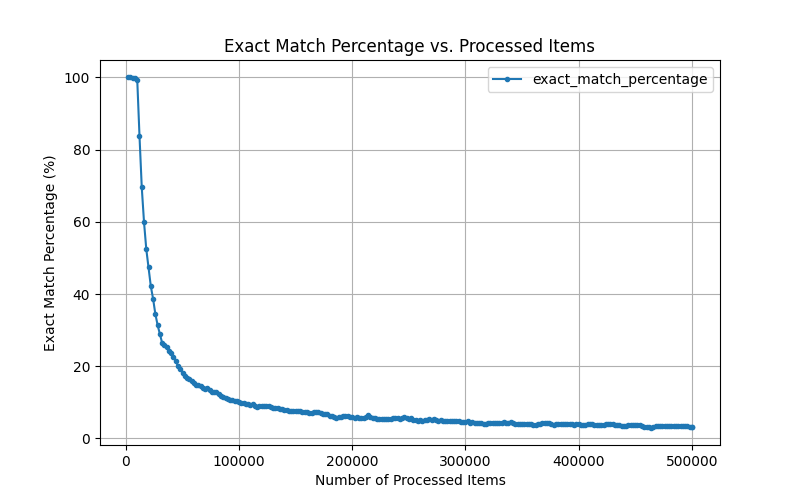 Exact Match Percentage vs. Processed Items
exact_match_percentage
100
80
60
40
20
0
Exact Match Percentage (%)
0 100000 200000 300000 400000 500000
Number of Processed Items